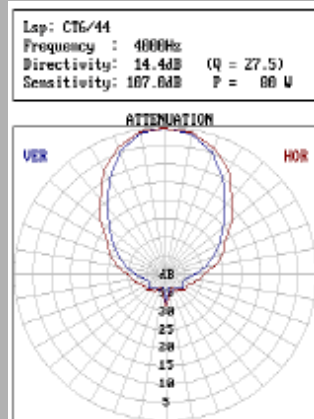 Lsp: CT6/44
Frequency : 4000Hz
Directivity: 14.4dB (Q = 27.5)
Sensitivity: 107.0dB P = 80 W
ATTENUATION
VER HOR
dB
30
25
20
15
10
5